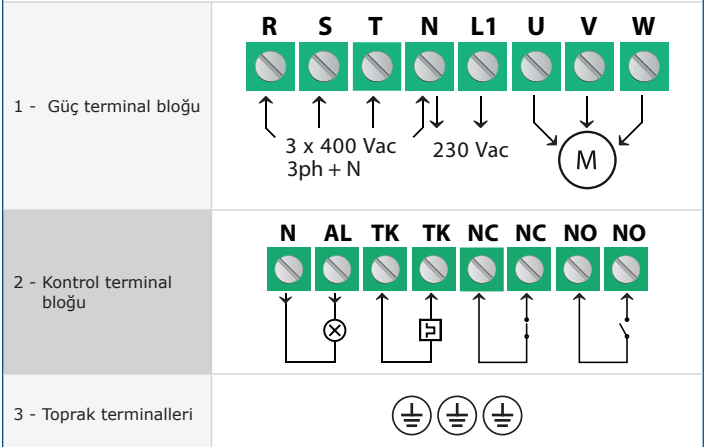 R S T N L1 U V W
1 - Güç terminal bloğu
3 x 400 Vac
3ph + N
230 Vac
M
N AL TK TK NC NC NO NO
2 - Kontrol terminal
bloğu
3 - Toprak terminalleri